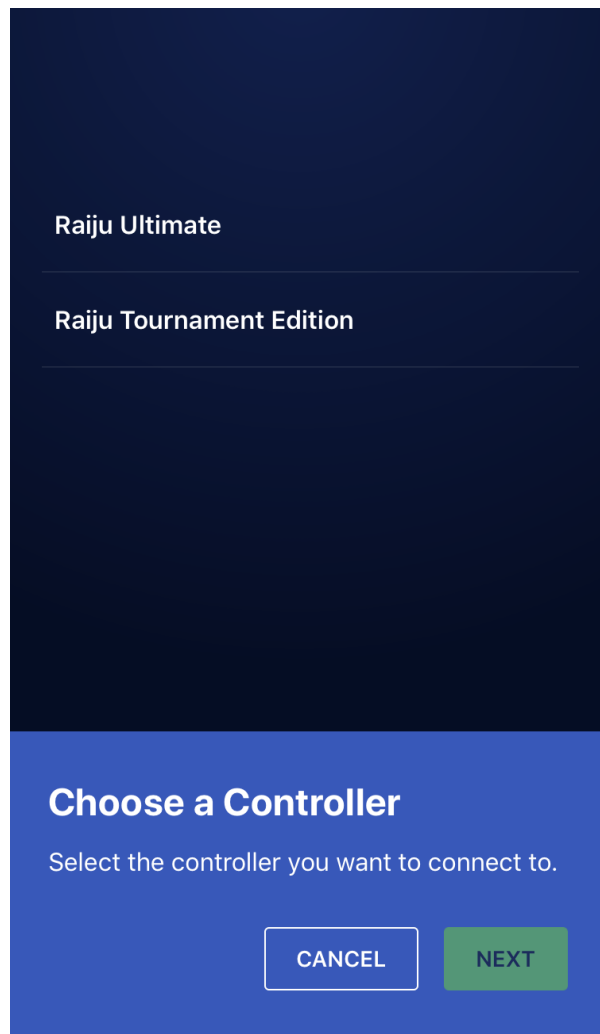 Raiju Ultimate
Raiju Tournament Edition
Choose a Controller
Select the controller you want to connect to.
CANCEL
NEXT